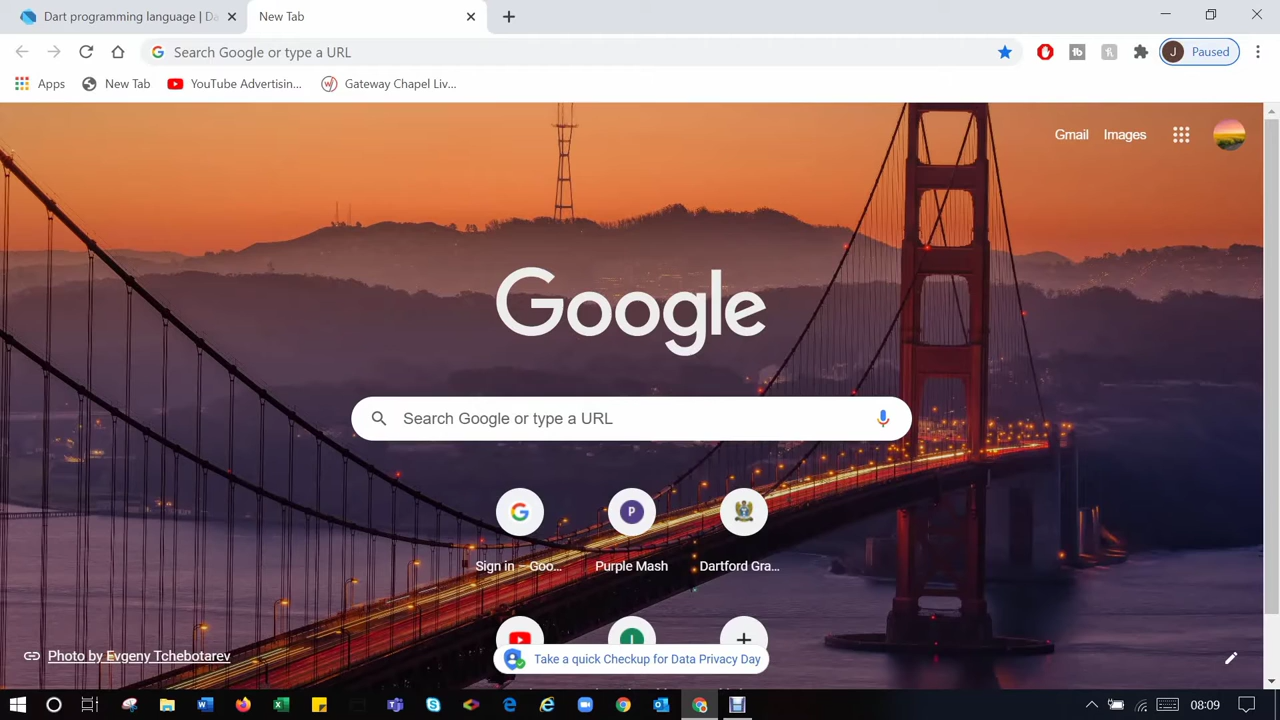 Dart programming language | Da
New Tab
Search Google or type a URL
J
Paused
Apps
New Tab
YouTube Advertisin...
Gateway Chapel Liv...
Gmail
Images
Google
Search Google or type a URL
P
Sign in – Goo...
Purple Mash
Dartford Gra...
Photo by Evgeny Tchebotarev
Take a quick Checkup for Data Privacy Day
08:09